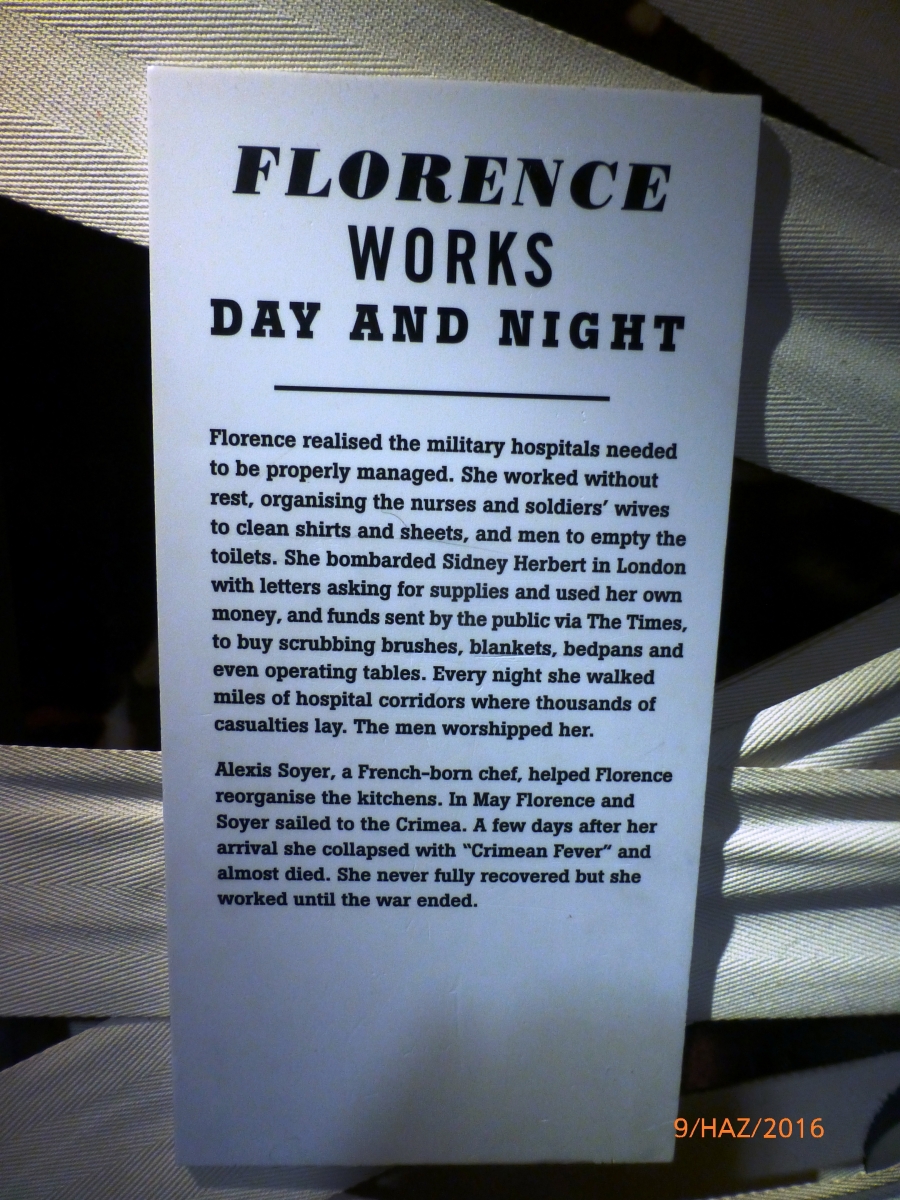 FLORENCE
WORKS
DAY AND NIGHT
Florence realised the military hospitals needed
to be properly managed. She worked without
rest, organising the nurses and soldiers' wives
to clean shirts and sheets, and men to empty the
toilets. She bombarded Sidney Herbert in London
with letters asking for supplies and used her own
money, and funds sent by the public via The Times,
to buy scrubbing brushes, blankets, bedpans and
even operating tables. Every night she walked
miles of hospital corridors where thousands of
casualties lay. The men worshipped her.
Alexis Soyer, a French-born chef, helped Florence
reorganise the kitchens. In May Florence and
Soyer sailed to the Crimea. A few days after her
arrival she collapsed with "Crimean Fever" and
almost died. She never fully recovered but she
worked until the war ended.
9/HAZ/2016